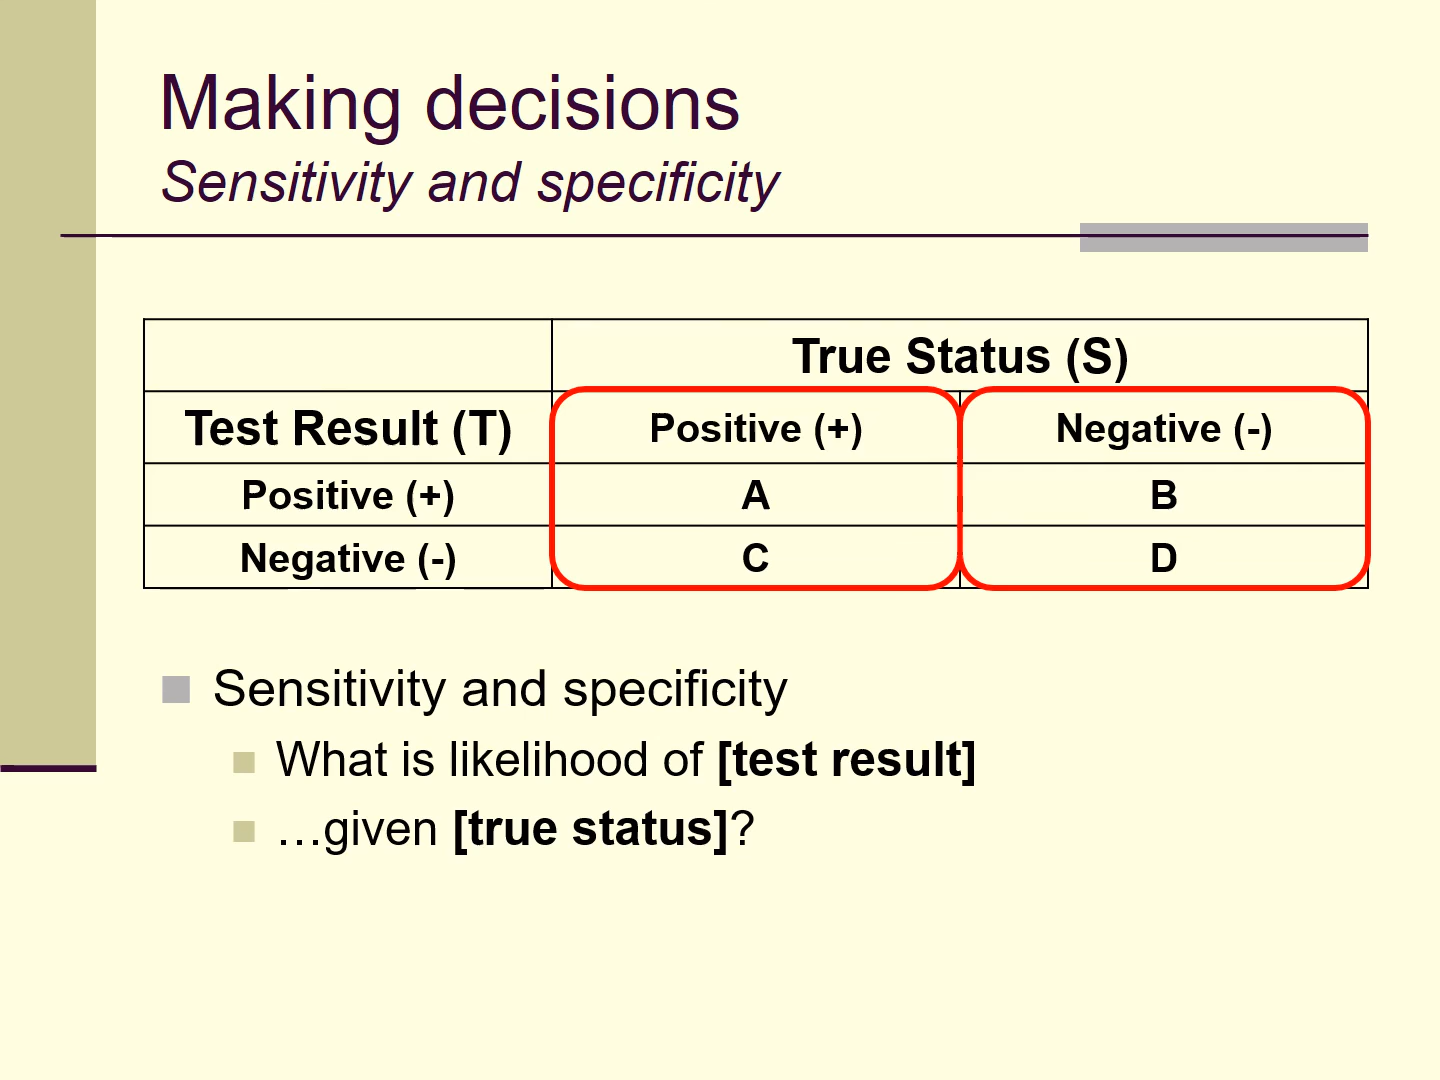 Making decisions
Sensitivity and specificity
True Status (S)
Test Result (T) Positive (+) Negative (-)
Positive (+) A B
Negative (-) C D
Sensitivity and specificity
What is likelihood of [test result]
…given [true status]?